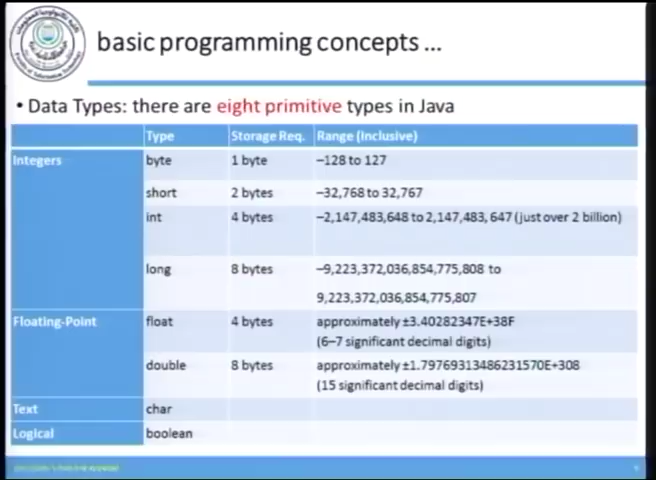 basic programming concepts ...
• Data Types: there are eight primitive types in Java
Type Storage Req. Range (Inclusive)
Integers byte 1 byte –128 to 127
short 2 bytes –32,768 to 32,767
int 4 bytes –2,147,483,648 to 2,147,483, 647 (just over 2 billion)
long 8 bytes –9,223,372,036,854,775,808 to
9,223,372,036,854,775,807
Floating-Point float 4 bytes approximately ±3.40282347E+38F
(6–7 significant decimal digits)
double 8 bytes approximately ±1.79769313486231570E+308
(15 significant decimal digits)
Text char
Logical boolean